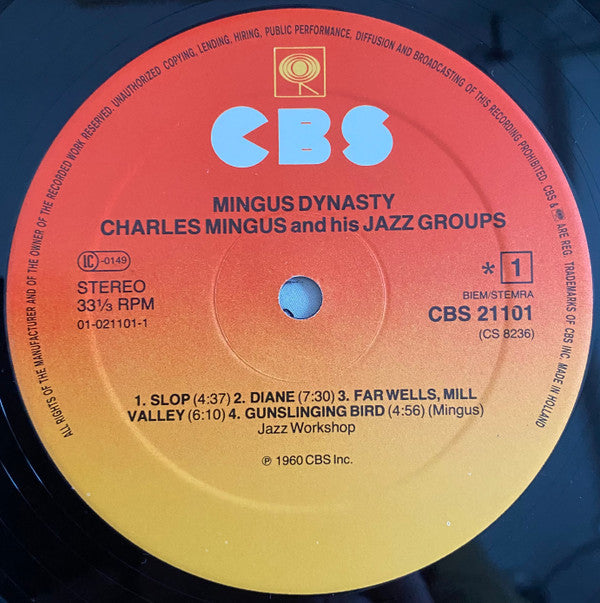 ALL RIGHTS OF THE MANUFACTURER AND OF THE OWNER OF THE RECORDED WORK RESERVED. UNAUTHORIZED COPYING, LENDING, HIRING, PUBLIC PERFORMANCE, DIFFUSION AND BROADCASTING OF THIS RECORDING PROHIBITED. CBS & ARE REG. TRADEMARKS OF CBS INC. MADE IN HOLLAND
CBS
MINGUS DYNASTY
CHARLES MINGUS and his JAZZ GROUPS
LC -0149
STEREO
33⅓ RPM
01-021101-1
* 1
BIEM/STEMRA
CBS 21101
(CS 8236)
1. SLOP (4:37) 2. DIANE (7:30) 3. FAR WELLS, MILL
VALLEY (6:10) 4. GUNSLINGING BIRD (4:56) (Mingus)
Jazz Workshop
℗ 1960 CBS Inc.